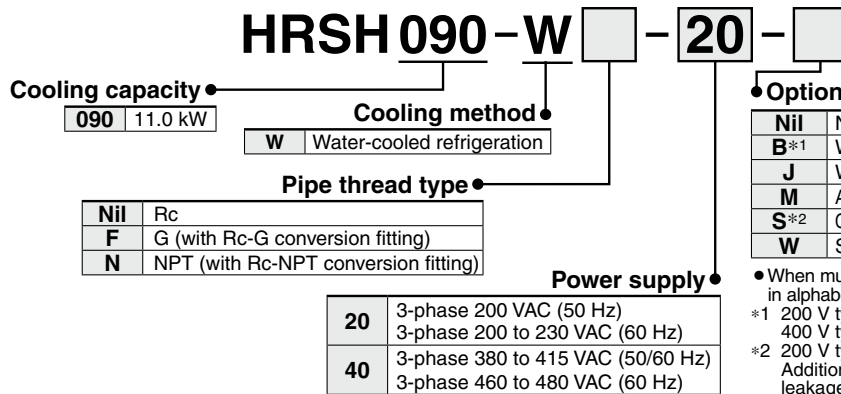 HRSH 090 – W – 20 –
Cooling capacity
090 11.0 kW
Cooling method
W Water-cooled refrigeration
Pipe thread type
Nil Rc
F G (with Rc-G conversion fitting)
N NPT (with Rc-NPT conversion fitting)
Power supply
20 3-phase 200 VAC (50 Hz)
3-phase 200 to 230 VAC (60 Hz)
40 3-phase 380 to 415 VAC (50/60 Hz)
3-phase 460 to 480 VAC (60 Hz)
Option
Nil
B*1
J
M
S*2
W
● When
in
*1 200 V
400 V
*2 200 V